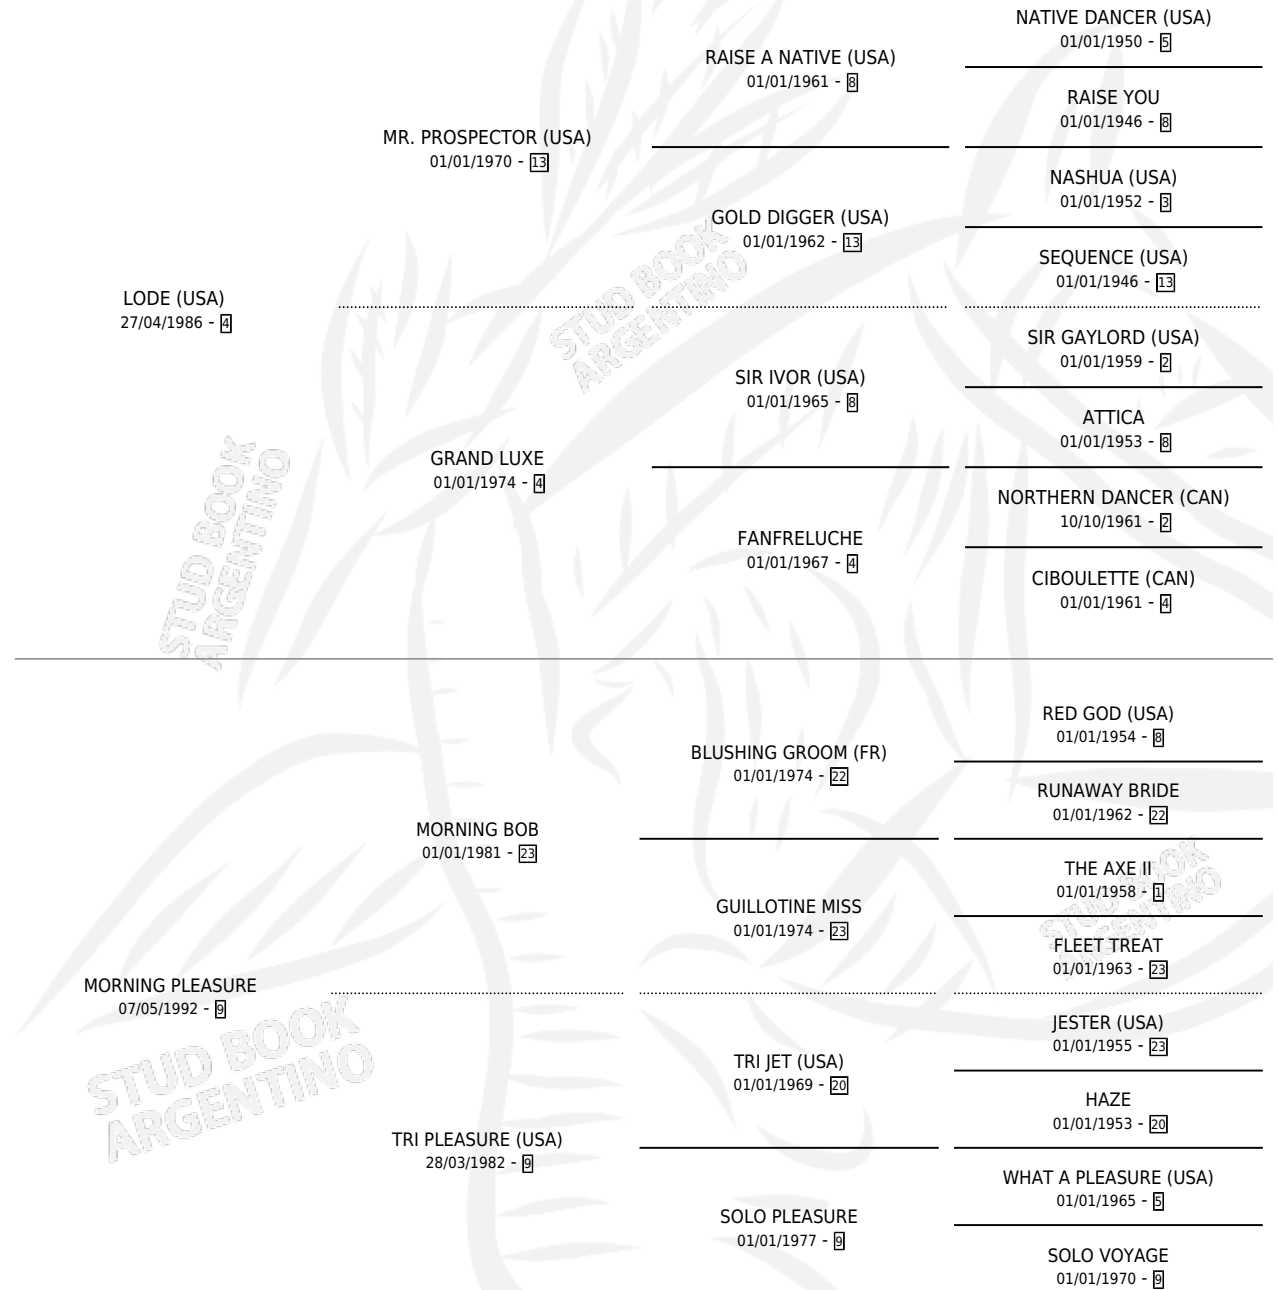 NATIVE DANCER (USA)
01/01/1950 - 5
RAISE A NATIVE (USA)
01/01/1961 - 8
RAISE YOU
01/01/1946 - 8
MR. PROSPECTOR (USA)
01/01/1970 - 13
NASHUA (USA)
01/01/1952 - 3
GOLD DIGGER (USA)
01/01/1962 - 13
SEQUENCE (USA)
01/01/1946 - 13
LODE (USA)
27/04/1986 - 4
STUD BOOK
ARGENTINO
SIR GAYLORD (USA)
01/01/1959 - 2
SIR IVOR (USA)
01/01/1965 - 8
ATTICA
01/01/1953 - 8
GRAND LUXE
01/01/1974 - 4
NORTHERN DANCER (CAN)
10/10/1961 - 2
FANFRELUCHE
01/01/1967 - 4
CIBOULETTE (CAN)
01/01/1961 - 4
STUD BOOK
ARGENTINO
RED GOD (USA)
01/01/1954 - 8
BLUSHING GROOM (FR)
01/01/1974 - 22
RUNAWAY BRIDE
01/01/1962 - 22
MORNING BOB
01/01/1981 - 23
THE AXE II
01/01/1958 - 1
GUILLOTINE MISS
01/01/1974 - 23
STUD BOOK
ARGENTINO
FLEET TREAT
01/01/1963 - 23
MORNING PLEASURE
07/05/1992 - 9
JESTER (USA)
01/01/1955 - 23
STUD BOOK
ARGENTINO
TRI JET (USA)
01/01/1969 - 20
HAZE
01/01/1953 - 20
TRI PLEASURE (USA)
28/03/1982 - 9
WHAT A PLEASURE (USA)
01/01/1965 - 5
SOLO PLEASURE
01/01/1977 - 9
SOLO VOYAGE
01/01/1970 - 9